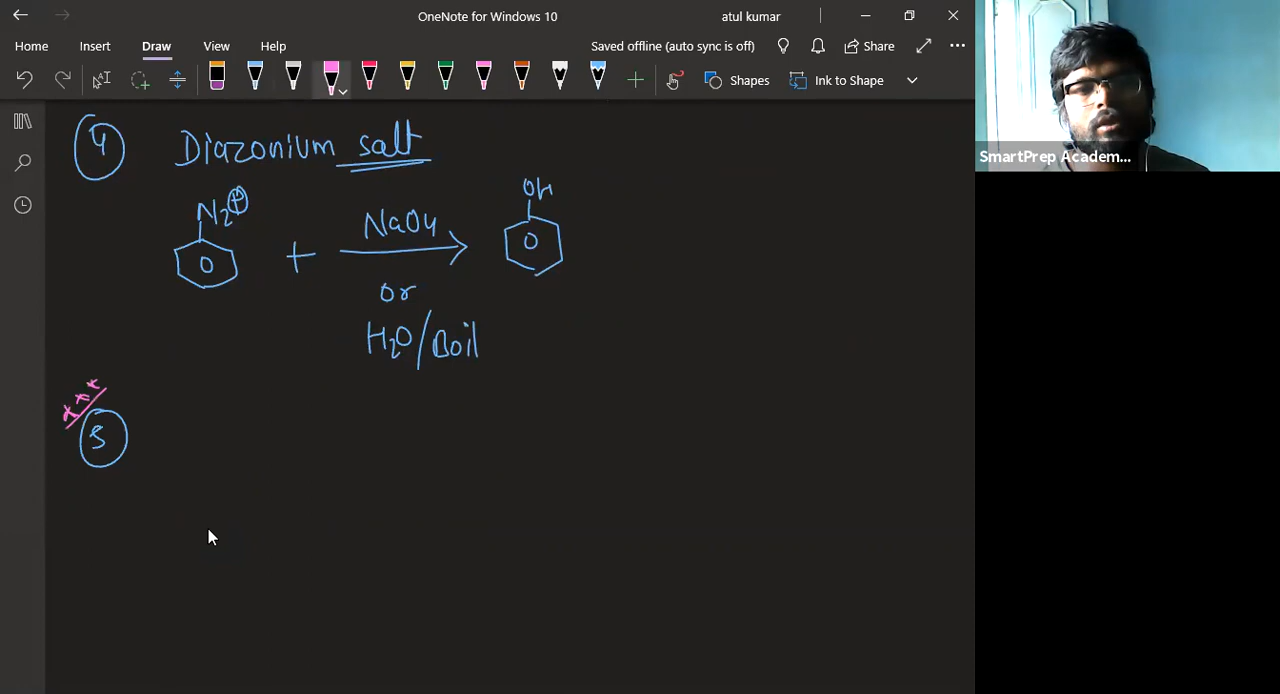 OneNote for Windows 10
atul kumar
Home Insert Draw View Help
Saved offline (auto sync is off)
Share
Shapes
Ink to Shape
SmartPrep Academ...
4 Diazonium salt
N2⊕
+
NaOH
OH
or
H2O/Boil
xxx
5